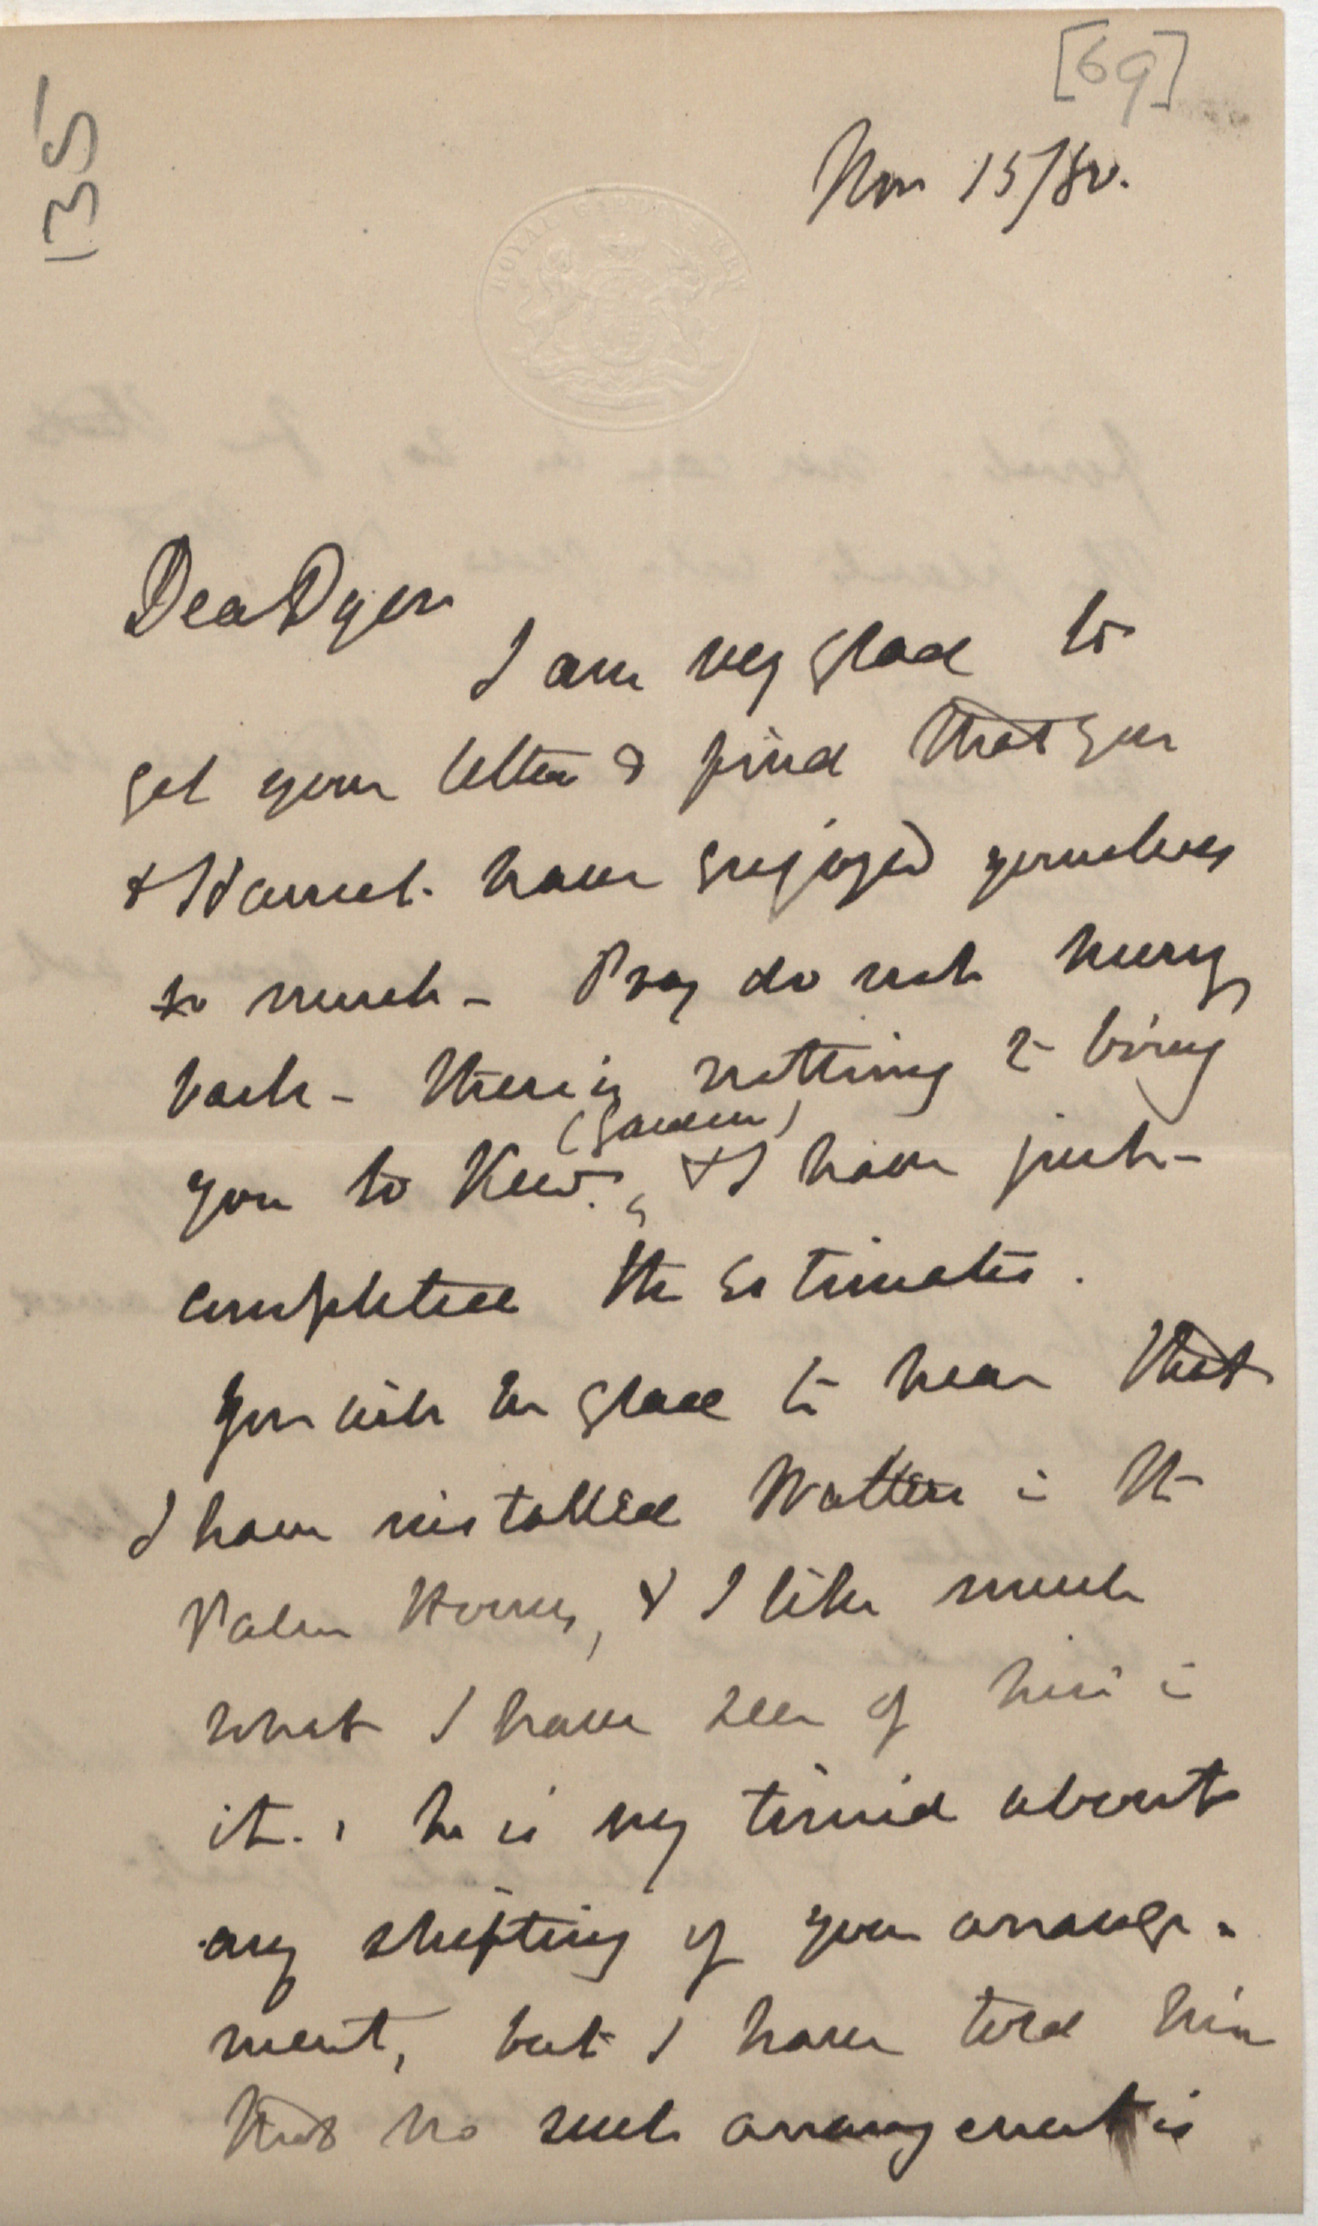 [69]
135
Nov 15/80.
ROYAL GARDENS KEW
Dear Dyer
I am very glad to
get your letter & find that you
& Harriet have enjoyed yourselves
so much - Pray do not hurry
back - there is nothing to bring
(Garden)
you to Kew. & I have just
completed the Estimates.
You will be glad to hear that
I have installed Watson in the
Palm House, & I like much
what I have seen of him in
it. : he is very timid about
any shifting of your arrange-
ment, but I have told him
that no such arrangement is